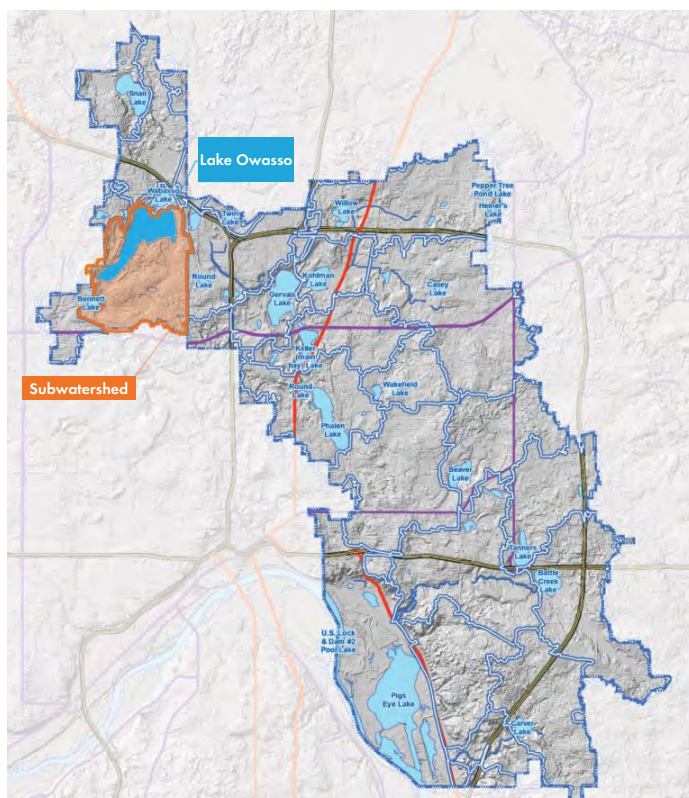 Snail
Lake
Lake Owasso
Wabasso
Lake
Twin
Lake
Willow
Lake
Pepper Tree
Pond Lake
Heiner's
Lake
Round
Lake
Kohlman
Lake
Gervais
Lake
Casey
Lake
Bennett
Lake
Keller
(main
bay) Lake
Subwatershed
Round
Lake
Wakefield
Lake
Phalen
Lake
Beaver
Lake
Tanners
Lake
Battle
Creek
Lake
U.S. Lock
& Dam #2
Pool Lake
Pigs
Eye Lake
Carver
Lake